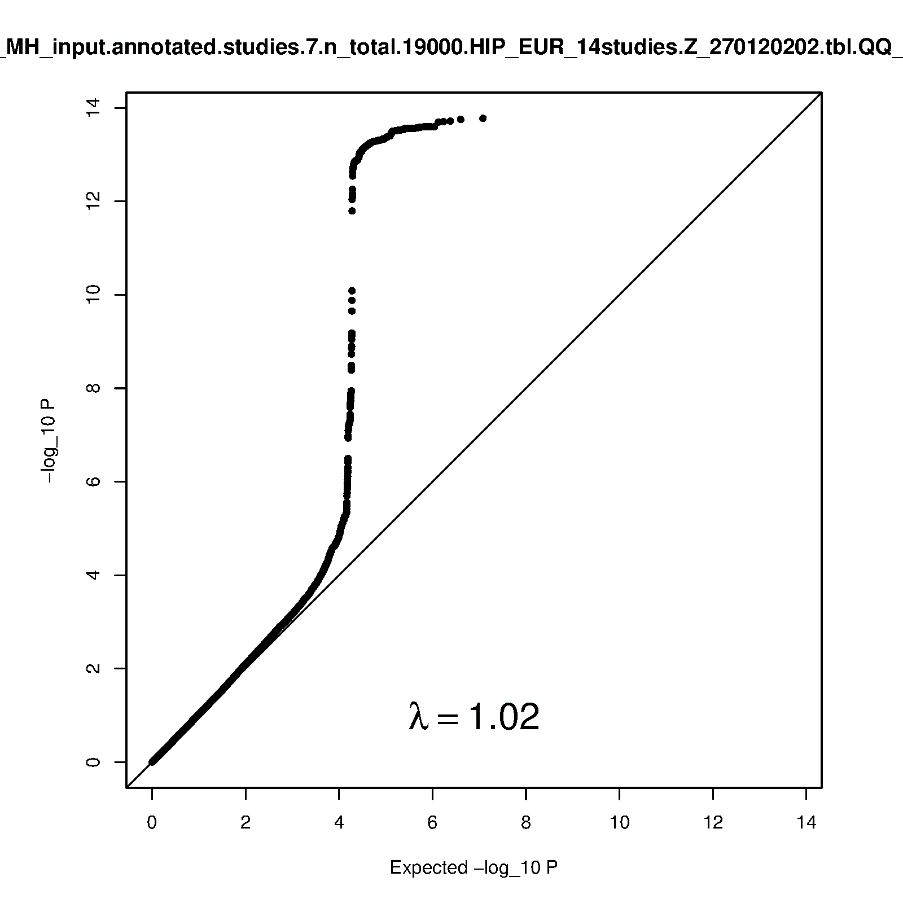 _MH_input.annotated.studies.7.n_total.19000.HIP_EUR_14studies.Z_270120202.tbl.QQ_
14
12
10
8
6
4
2
0
−log_10 P
λ = 1.02
0 2 4 6 8 10 12 14
Expected −log_10 P